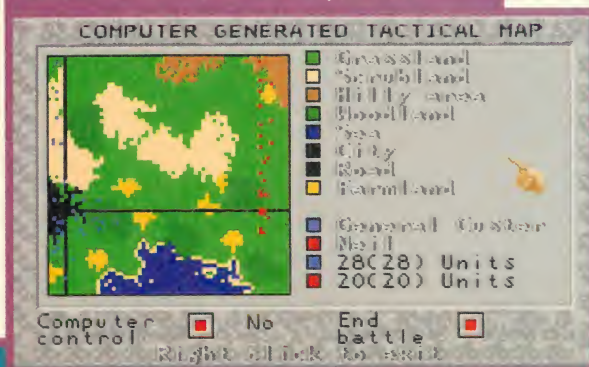 COMPUTER GENERATED TACTICAL MAP
Grassland
Scrubland
Hilly area
Woodland
Sea
City
Road
Farmland
General Custer
Neil
28(28) Units
20(20) Units
Computer control No
End battle
Right Click to exit